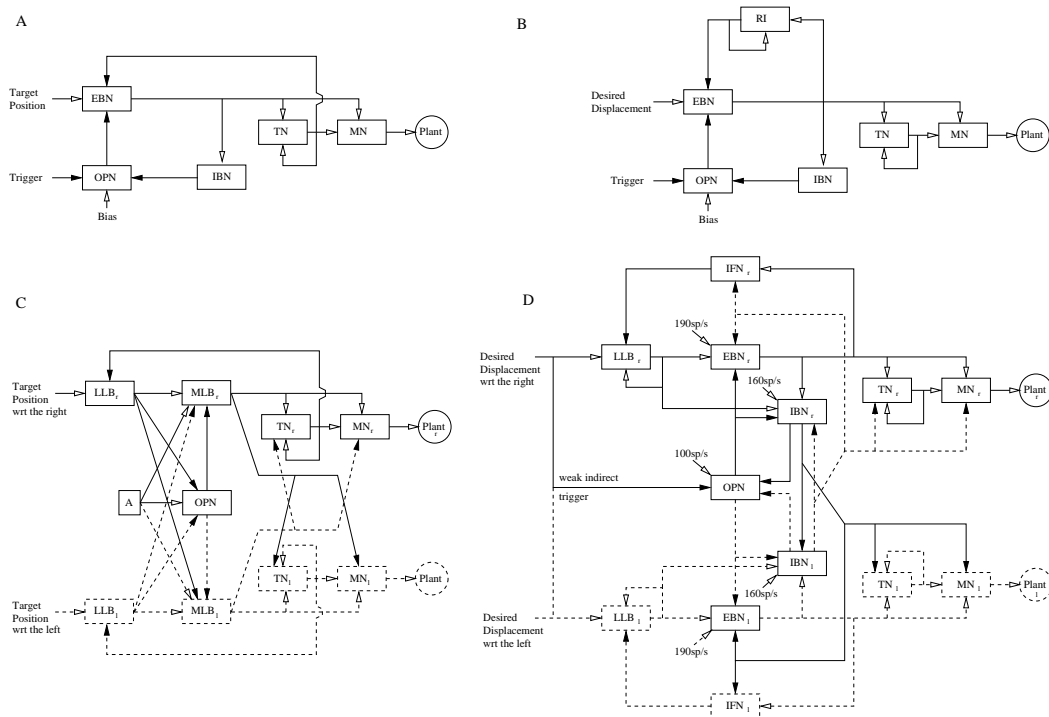 A
Target
Position
EBN
TN
MN
Plant
Trigger
OPN
IBN
Bias
B
RI
Desired
Displacement
EBN
TN
MN
Plant
Trigger
OPN
IBN
Bias
C
Target
Position
wrt the right
LLB r
MLB r
TN r
MN r
Plant r
A
OPN
Target
Position
wrt the left
LLB l
MLB l
TN l
MN l
Plant l
D
IFN r
190sp/s
Desired
Displacement
wrt the right
LLB r
EBN r
160sp/s
IBN r
TN r
MN r
Plant r
100sp/s
weak indirect
trigger
OPN
IBN l
160sp/s
Desired
Displacement
wrt the left
LLB l
EBN l
190sp/s
TN l
MN l
Plant l
IFN l